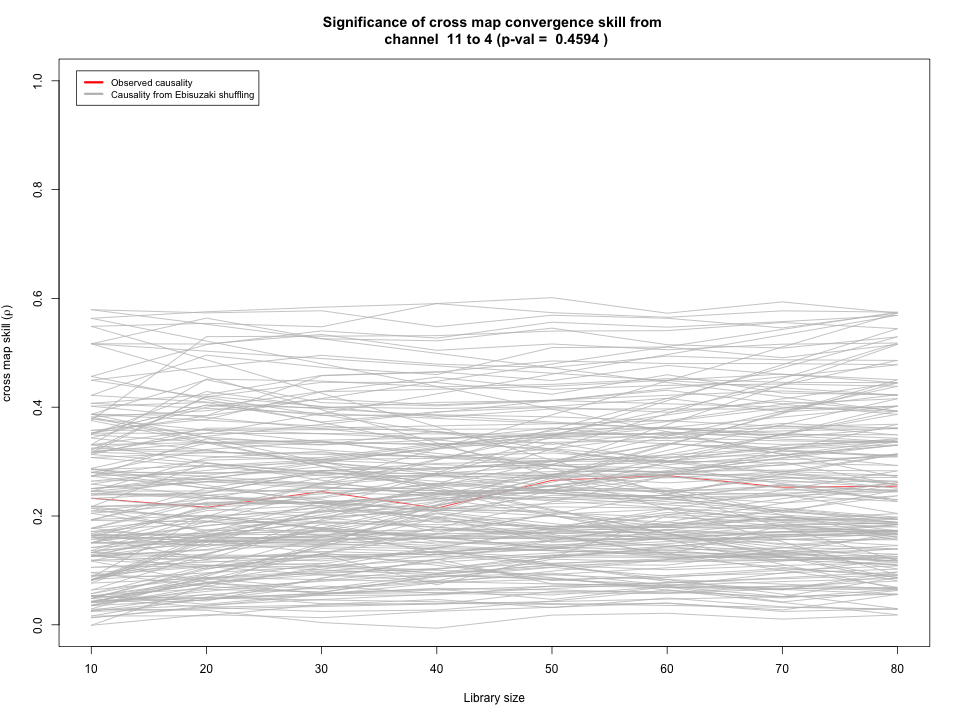 Significance of cross map convergence skill from
channel  11 to 4 (p-val =  0.4594 )
Observed causality
Causality from Ebisuzaki shuffling
cross map skill (ρ)
1.0
0.8
0.6
0.4
0.2
0.0
10 20 30 40 50 60 70 80
Library size